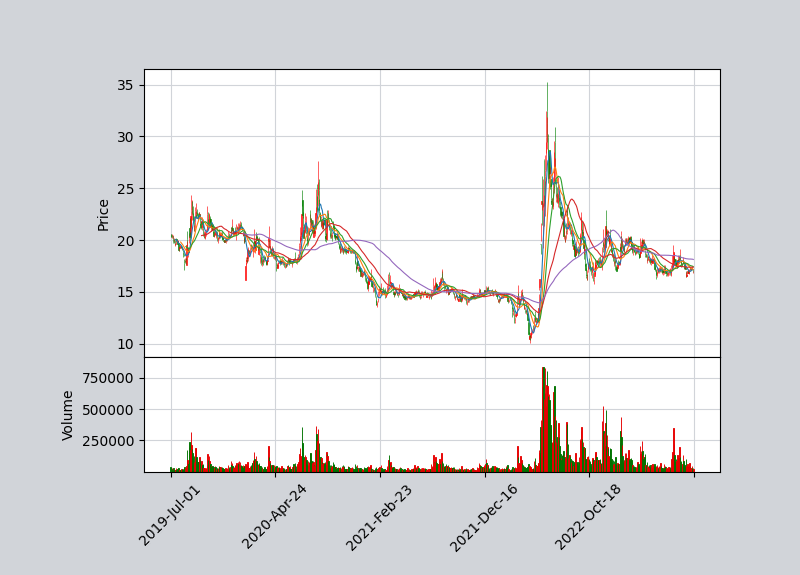 35
30
25
20
15
10
Price
750000
500000
250000
Volume
2019-Jul-01
2020-Apr-24
2021-Feb-23
2021-Dec-16
2022-Oct-18